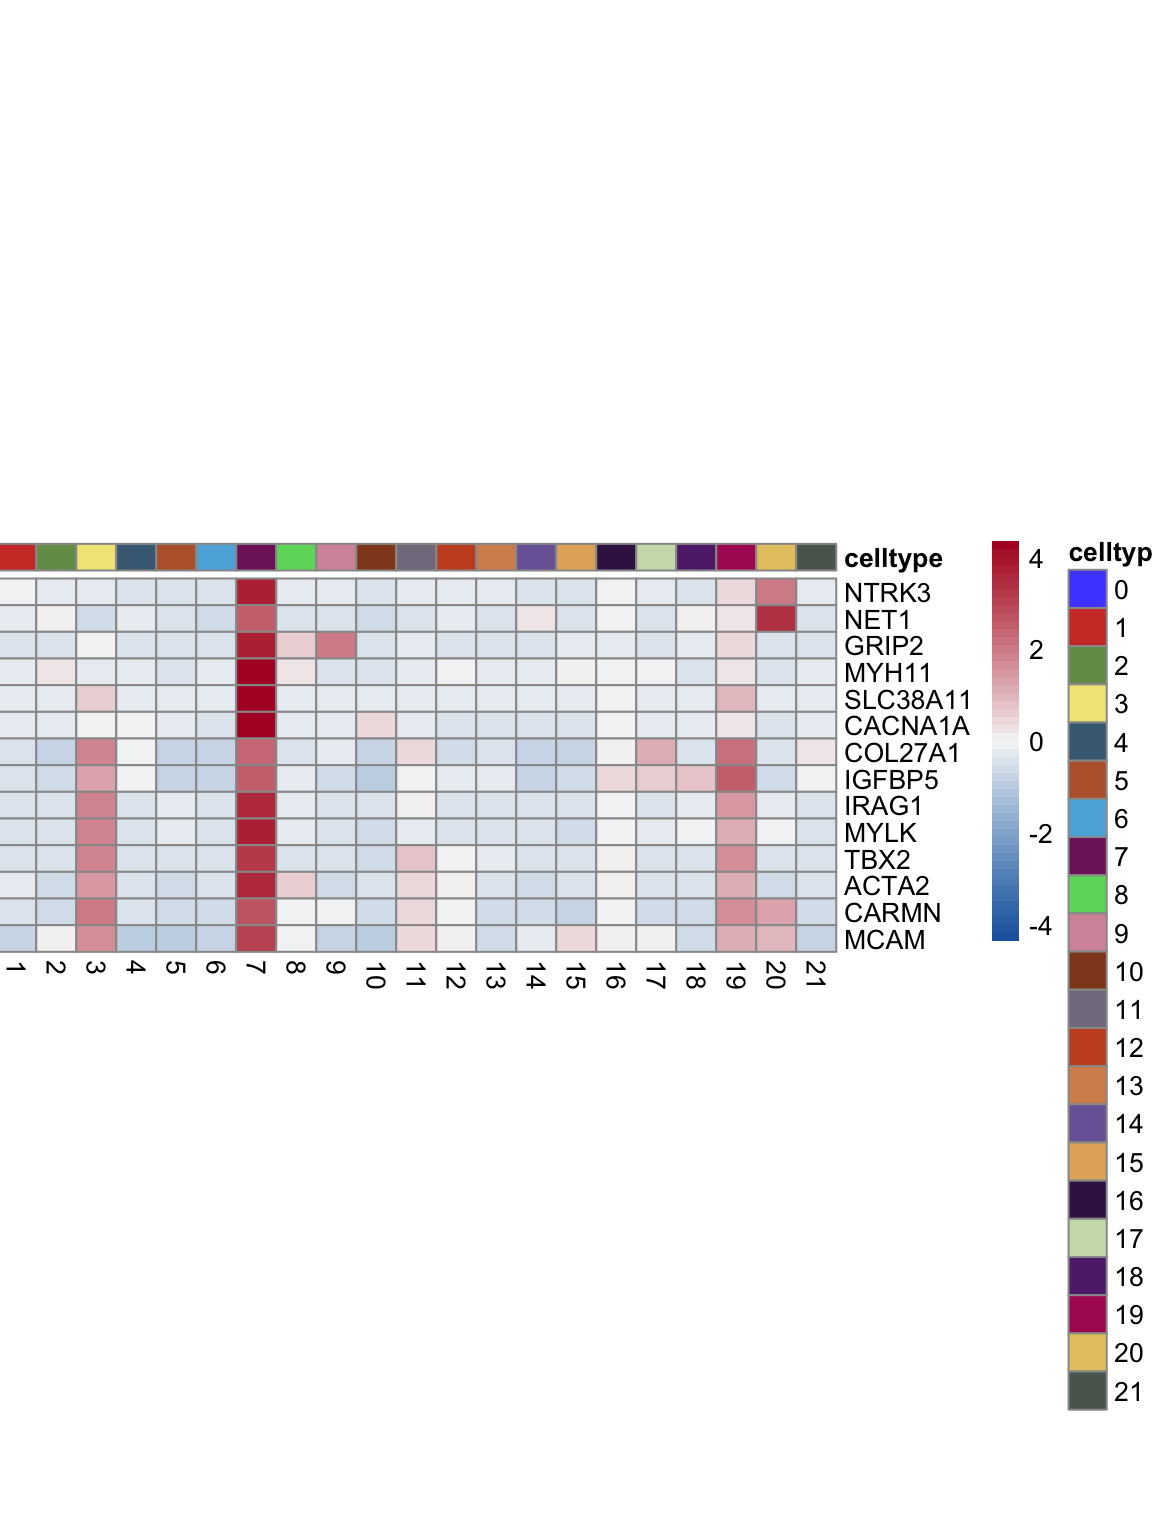 celltype
NTRK3
NET1
GRIP2
MYH11
SLC38A11
CACNA1A
COL27A1
IGFBP5
IRAG1
MYLK
TBX2
ACTA2
CARMN
MCAM
1 2 3 4 5 6 7 8 9 10 11 12 13 14 15 16 17 18 19 20 21
4
2
0
-2
-4
celltyp
0
1
2
3
4
5
6
7
8
9
10
11
12
13
14
15
16
17
18
19
20
21